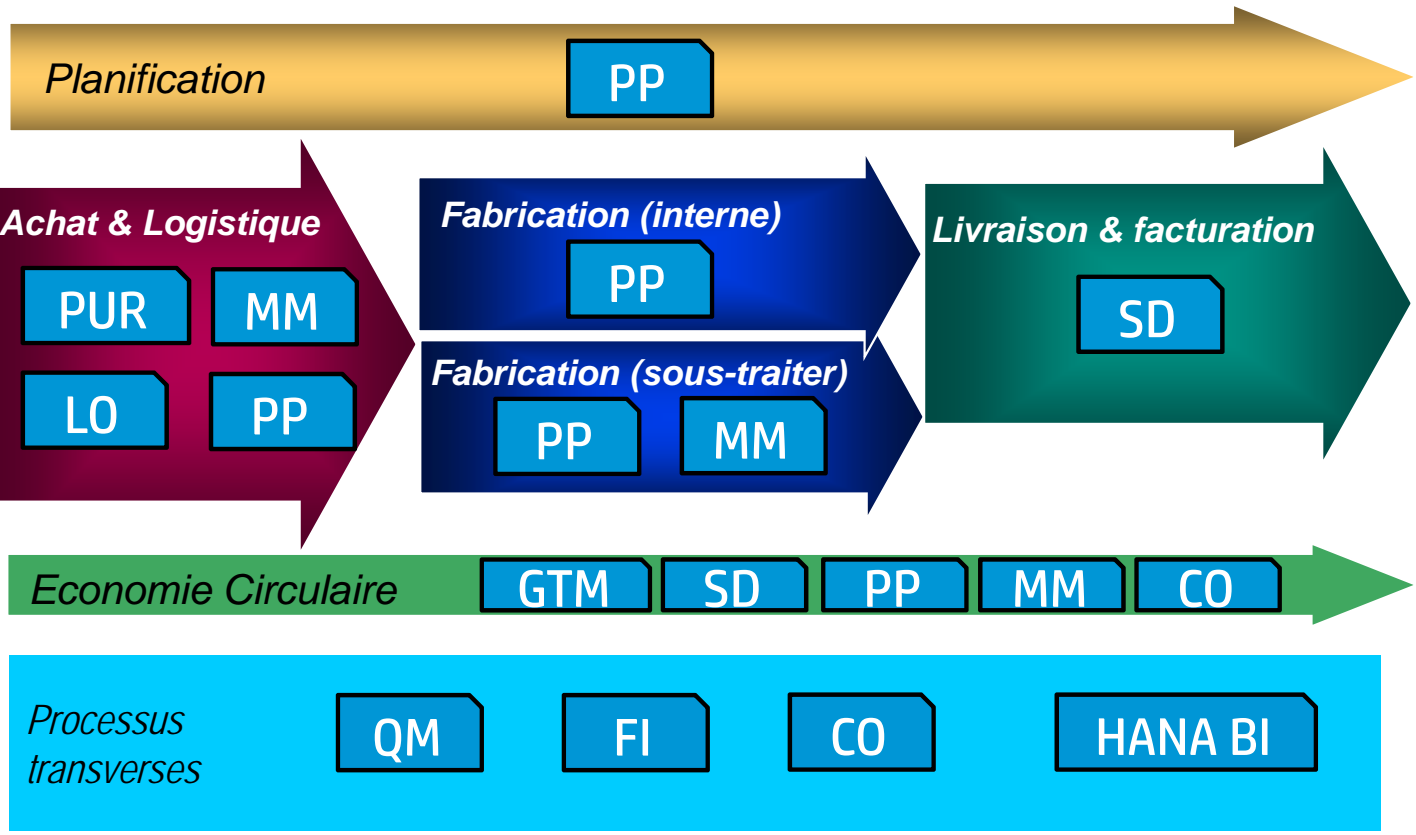 Planification
PP
Achat & Logistique
PUR MM
LO PP
Fabrication (interne)
PP
Fabrication (sous-traiter)
PP MM
Livraison & facturation
SD
Economie Circulaire GTM SD PP MM CO
Processus
transverses
QM FI CO HANA BI